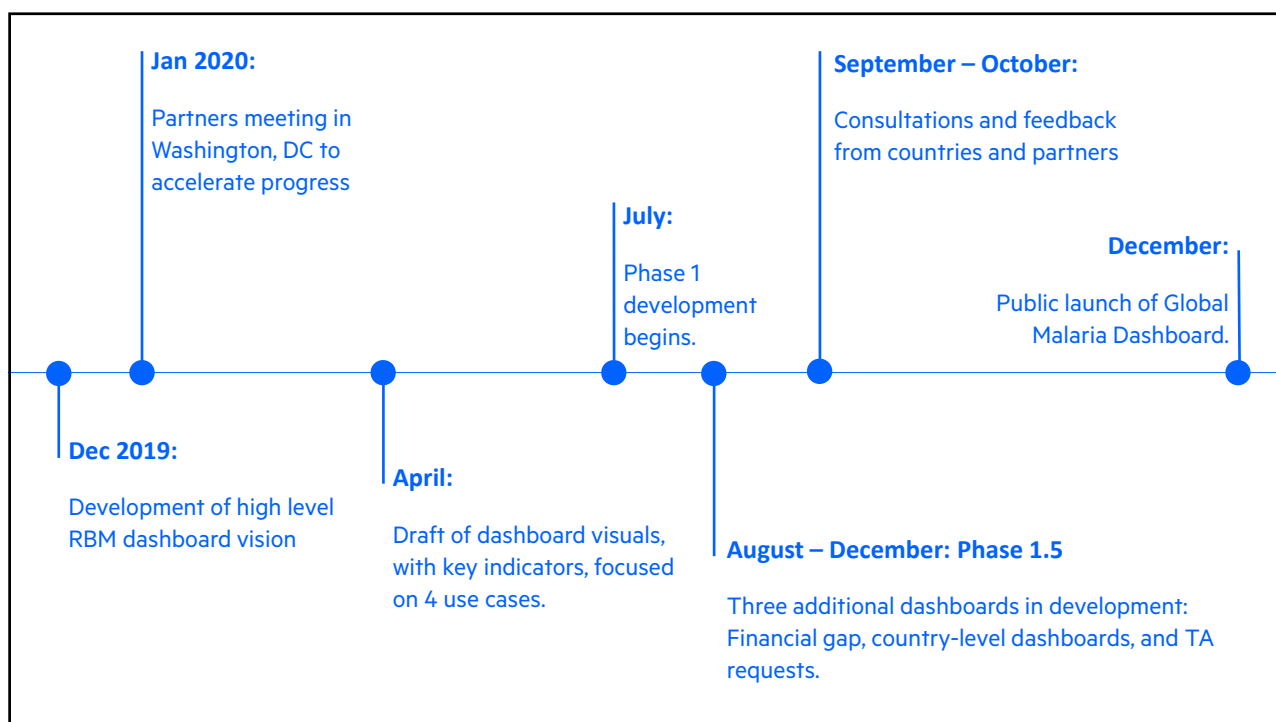 Jan 2020:
Partners meeting in
Washington, DC to
accelerate progress
September – October:
Consultations and feedback
from countries and partners
July:
Phase 1
development
begins.
December:
Public launch of Global
Malaria Dashboard.
Dec 2019:
Development of high level
RBM dashboard vision
April:
Draft of dashboard visuals,
with key indicators, focused
on 4 use cases.
August – December: Phase 1.5
Three additional dashboards in development:
Financial gap, country-level dashboards, and TA
requests.